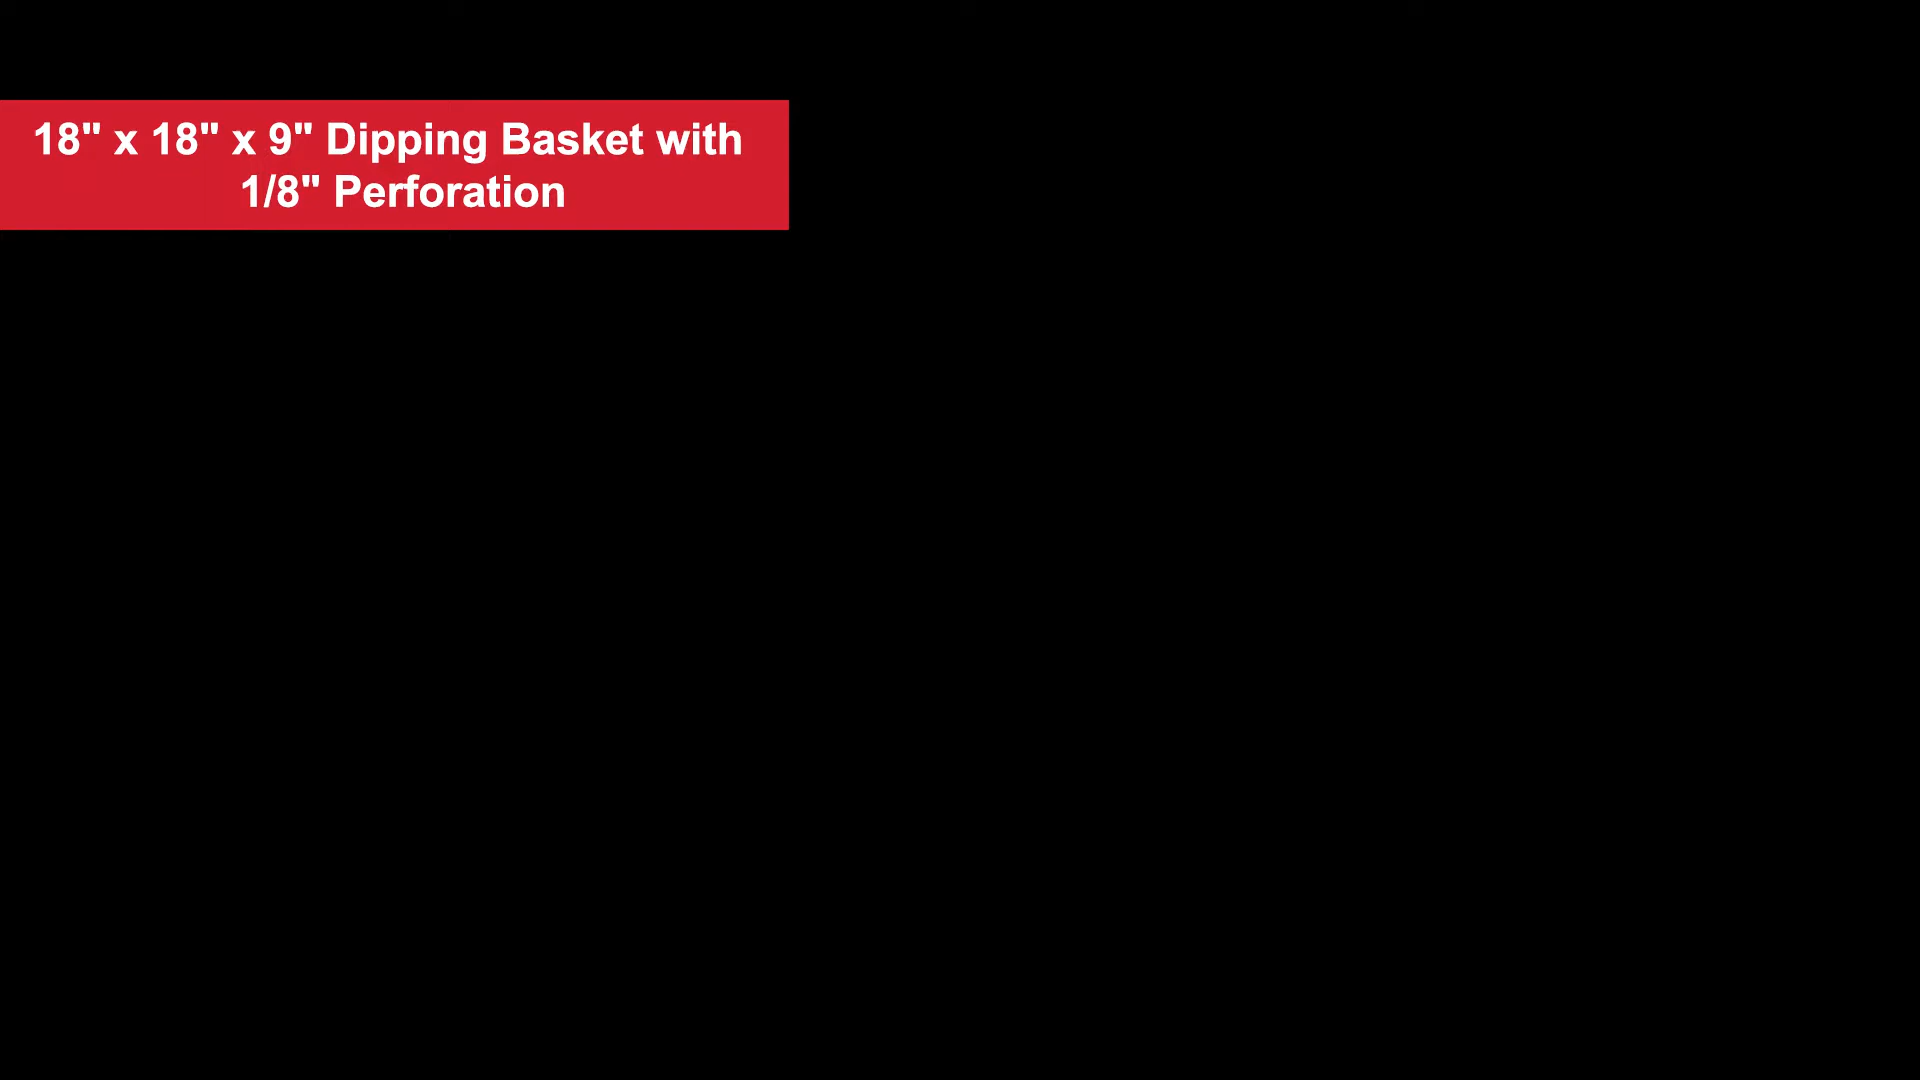 18" x 18" x 9" Dipping Basket with
1/8" Perforation